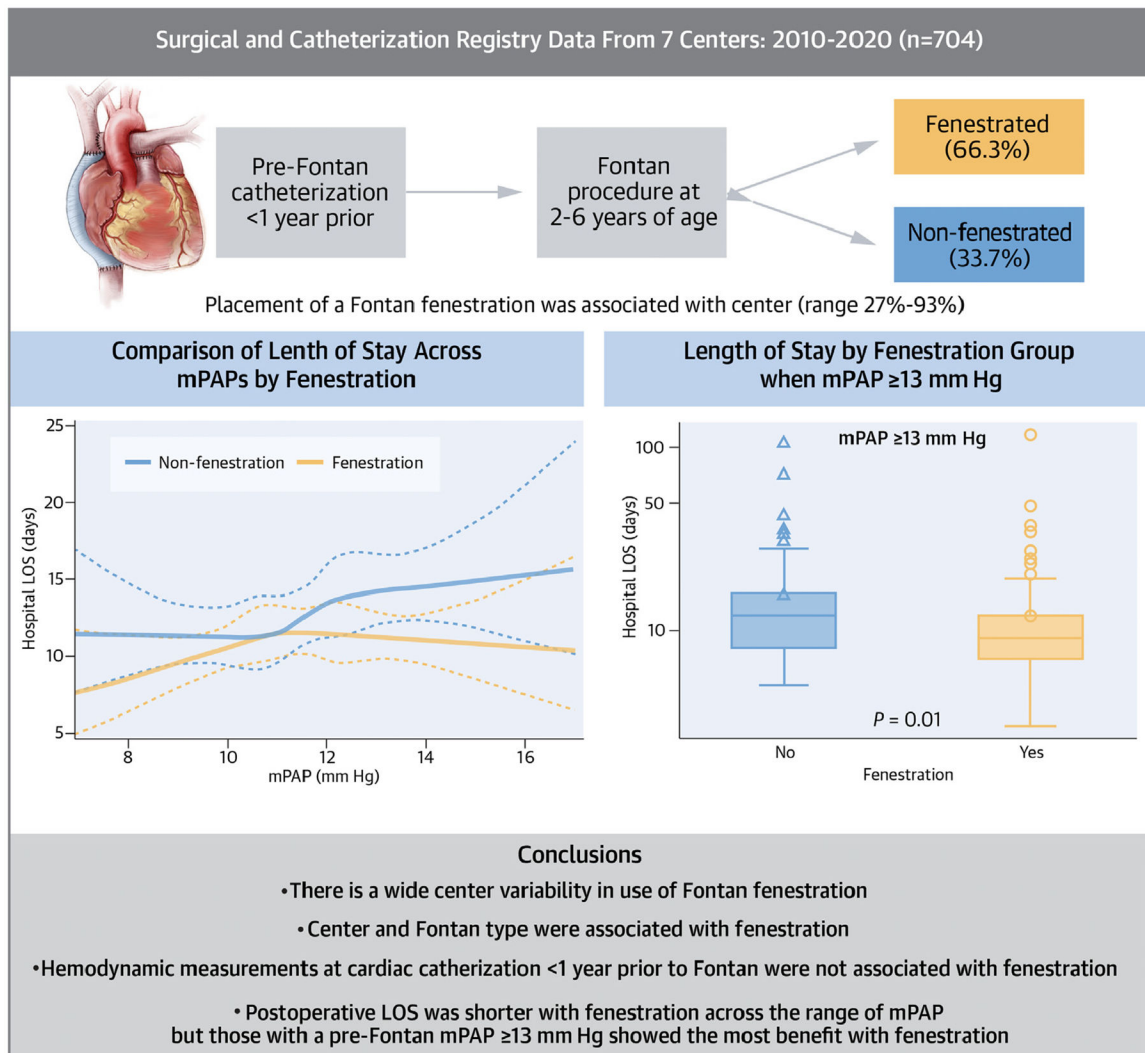 Surgical and Catheterization Registry Data From 7 Centers: 2010-2020 (n=704)
Pre-Fontan
catheterization
<1 year prior
Fontan
procedure at
2-6 years of age
Fenestrated
(66.3%)
Non-fenestrated
(33.7%)
Placement of a Fontan fenestration was associated with center (range 27%-93%)
Comparison of Lenth of Stay Across
mPAPs by Fenestration
25
20
15
10
5
Hospital LOS (days)
Non-fenestration
Fenestration
8
10
12
14
16
mPAP (mm Hg)
Length of Stay by Fenestration Group
when mPAP ≥13 mm Hg
mPAP ≥13 mm Hg
100
50
10
Hospital LOS (days)
P = 0.01
No
Yes
Fenestration
Conclusions
•There is a wide center variability in use of Fontan fenestration
•Center and Fontan type were associated with fenestration
•Hemodynamic measurements at cardiac catherization <1 year prior to Fontan were not associated with fenestration
•Postoperative LOS was shorter with fenestration across the range of mPAP
but those with a pre-Fontan mPAP ≥13 mm Hg showed the most benefit with fenestration